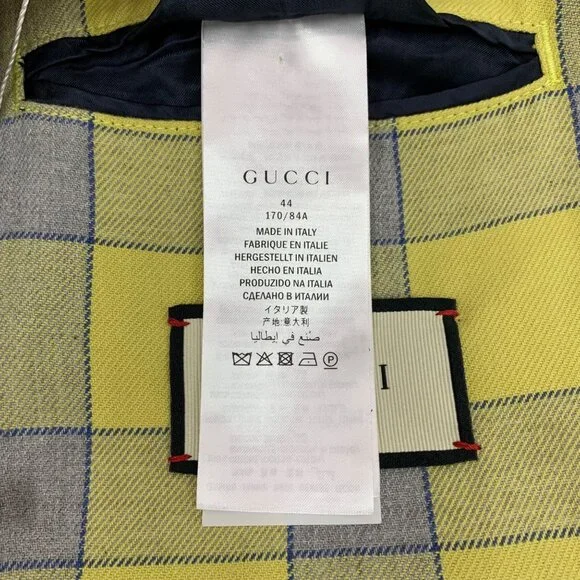 GUCCI
44
170/84A
MADE IN ITALY
FABRIQUE EN ITALIE
HERGESTELLT IN ITALIEN
HECHO EN ITALIA
PRODUZIDO NA ITALIA
СДЕЛАНО В ИТАЛИИ
イタリア製
产地:意大利
صنع في إيطاليا
P
I